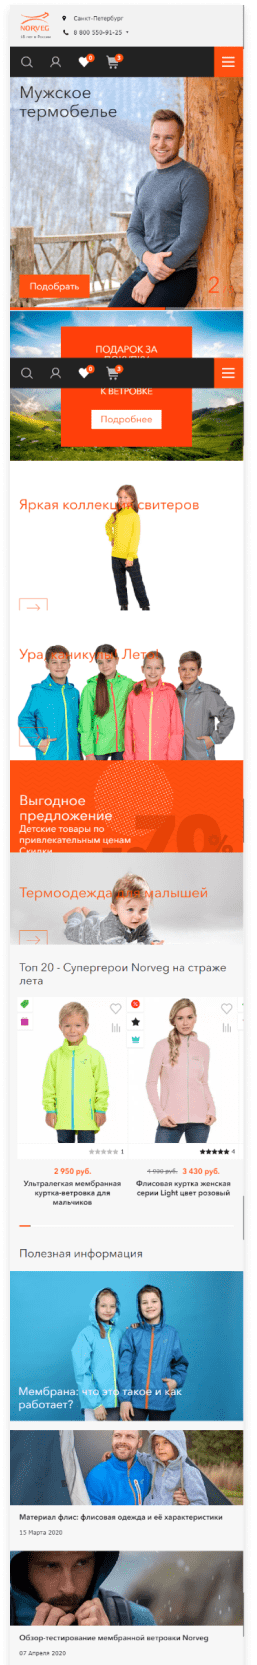 NORVEG
Санкт-Петербург
8 800 550-91-25
0
3
Мужское
термобелье
Подобрать
2
ПОДАРОК ЗА
0
3
К ВЕТРОВКЕ
Подробнее
Яркая коллекция свитеров
Ура, каникулы! Лето!
Выгодное
предложение
Детские товары по
привлекательным ценам
Скидки
70%
Термоодежда для малышей
Топ 20 - Супергерои Norveg на страже
лета
1
4
2 950 руб.
4 900 руб. 3 430 руб.
Ультралегкая мембранная
куртка-ветровка для
мальчиков
Флисовая куртка женская
серии Light цвет розовый
Полезная информация
Мембрана: что это такое и как
работает?
Материал флис: флисовая одежда и её характеристики
15 Марта 2020
Обзор-тестирование мембранной ветровки Norveg
07 Апреля 2020